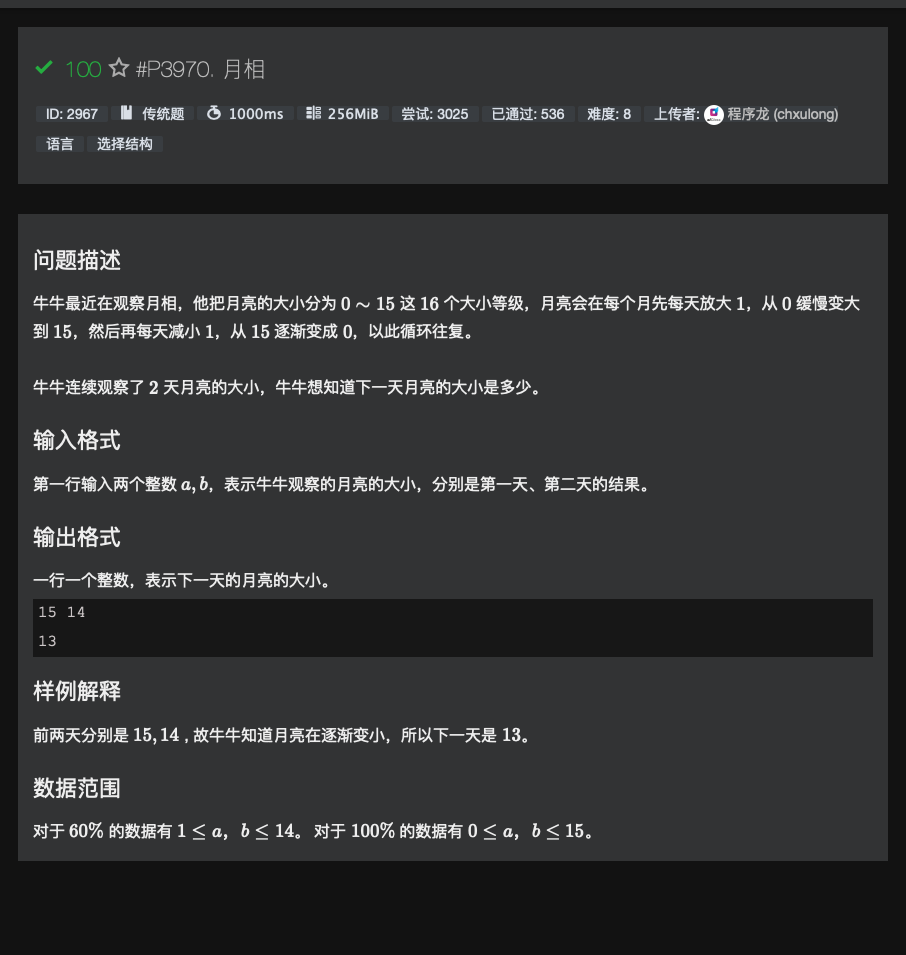 100 #P3970. 月相
ID: 2967 传统题 1000ms 256MiB 尝试: 3025 已通过: 536 难度: 8 上传者: 程序龙 (chxulong)
语言 选择结构
问题描述
牛牛最近在观察月相，他把月亮的大小分为 0 ∼ 15 这 16 个大小等级，月亮会在每个月先每天放大 1，从 0 缓慢变大
到 15，然后再每天减小 1，从 15 逐渐变成 0，以此循环往复。
牛牛连续观察了 2 天月亮的大小，牛牛想知道下一天月亮的大小是多少。
输入格式
第一行输入两个整数 a, b，表示牛牛观察的月亮的大小，分别是第一天、第二天的结果。
输出格式
一行一个整数，表示下一天的月亮的大小。
15 14
13
样例解释
前两天分别是 15, 14 , 故牛牛知道月亮在逐渐变小，所以下一天是 13。
数据范围
对于 60% 的数据有 1 ≤ a，b ≤ 14。 对于 100% 的数据有 0 ≤ a，b ≤ 15。